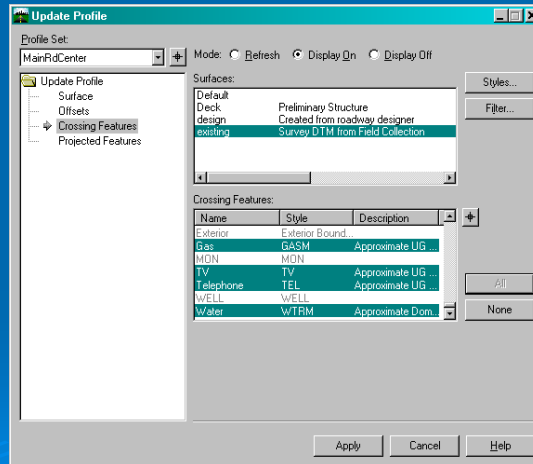 Update Profile
Profile Set:
MainRdCenter
Mode: Refresh Display On Display Off
Update Profile
Surface
Offsets
Crossing Features
Projected Features
Surfaces:
Default
Deck Preliminary Structure
design Created from roadway designer
existing Survey DTM from Field Collection
Styles...
Filter...
Crossing Features:
Name Style Description
Exterior Exterior Bound...
Gas GASM Approximate UG ...
MON MON
TV TV Approximate UG ...
Telephone TEL Approximate UG ...
WELL WELL
Water WTRM Approximate Dom...
All
None
Apply Cancel Help